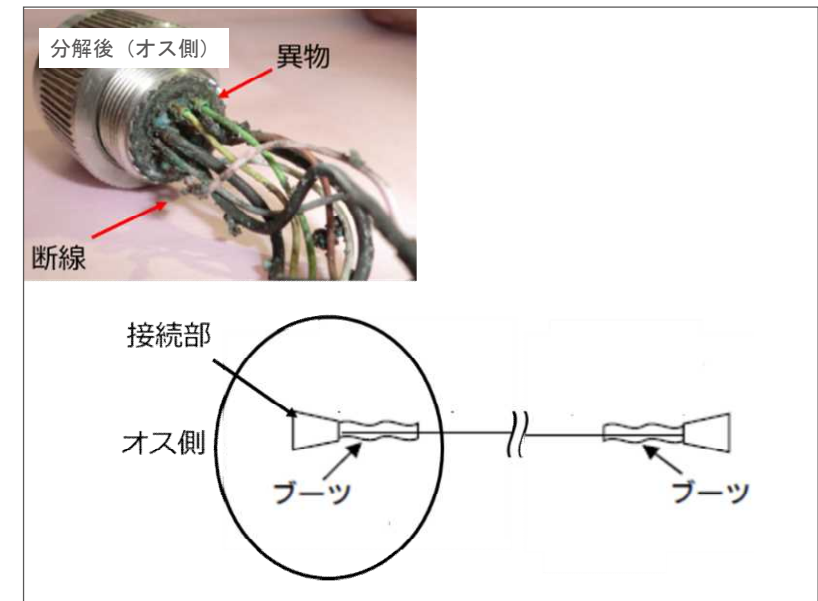 分解後（オス側）
異物
断線
接続部
オス側
ブーツ
ブーツ